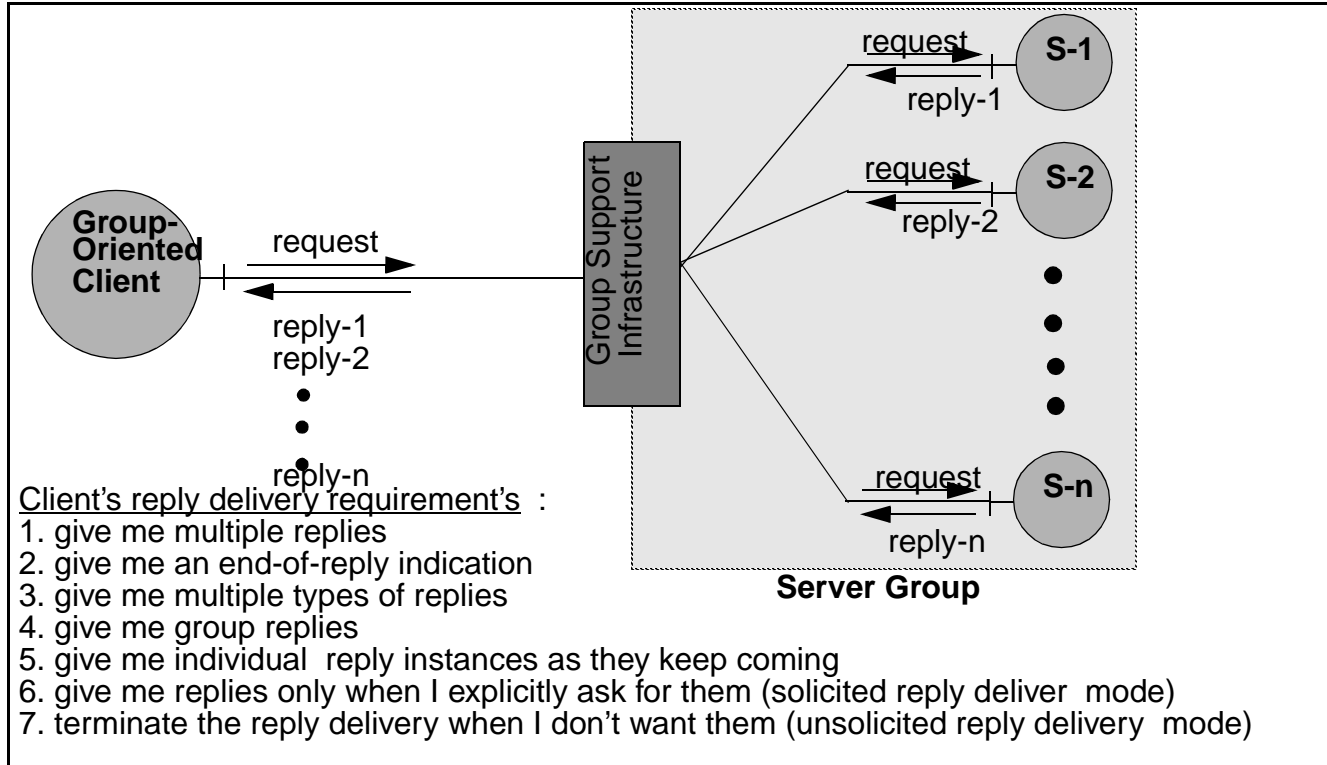 request
S-1
reply-1
request
S-2
reply-2
Group-
Oriented
Client
request
reply-1
reply-2
reply-n
Group Support
Infrastructure
request
S-n
reply-n
Server Group
Client's reply delivery requirement's :
1. give me multiple replies
2. give me an end-of-reply indication
3. give me multiple types of replies
4. give me group replies
5. give me individual reply instances as they keep coming
6. give me replies only when I explicitly ask for them (solicited reply deliver mode)
7. terminate the reply delivery when I don't want them (unsolicited reply delivery mode)